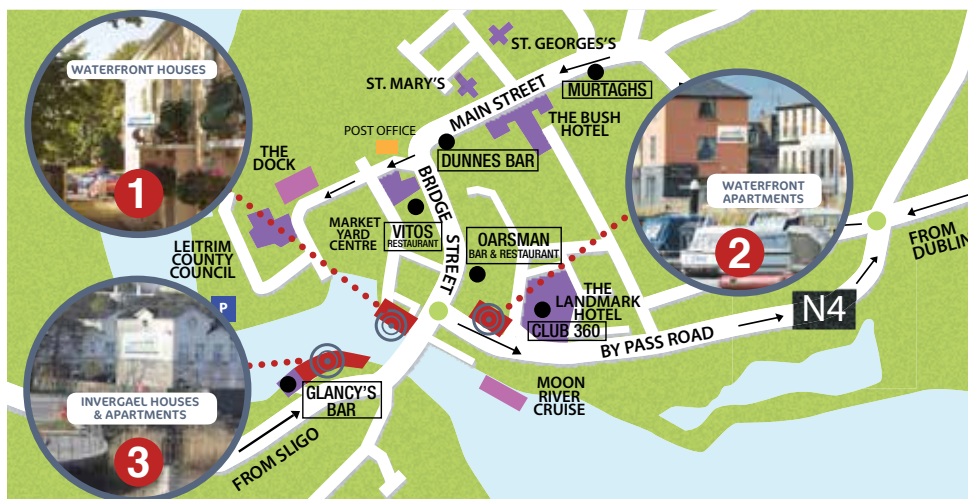 WATERFRONT HOUSES
1
ST. GEORGES'S
ST. MARY'S
MAIN STREET
MURTAGHS
THE BUSH HOTEL
POST OFFICE
DUNNES BAR
THE
DOCK
BRIDGE
STREET
MARKET
YARD
CENTRE
VITOS
RESTAURANT
OARSMAN
BAR & RESTAURANT
LEITRIM
COUNTY
COUNCIL
WATERFRONT
APARTMENTS
2
FROM
DUBLIN
P
THE
LANDMARK
HOTEL
CLUB 360
N4
BY PASS ROAD
INVERGAEL HOUSES
& APARTMENTS
3
GLANCY'S
BAR
MOON
RIVER
CRUISE
FROM SLIGO